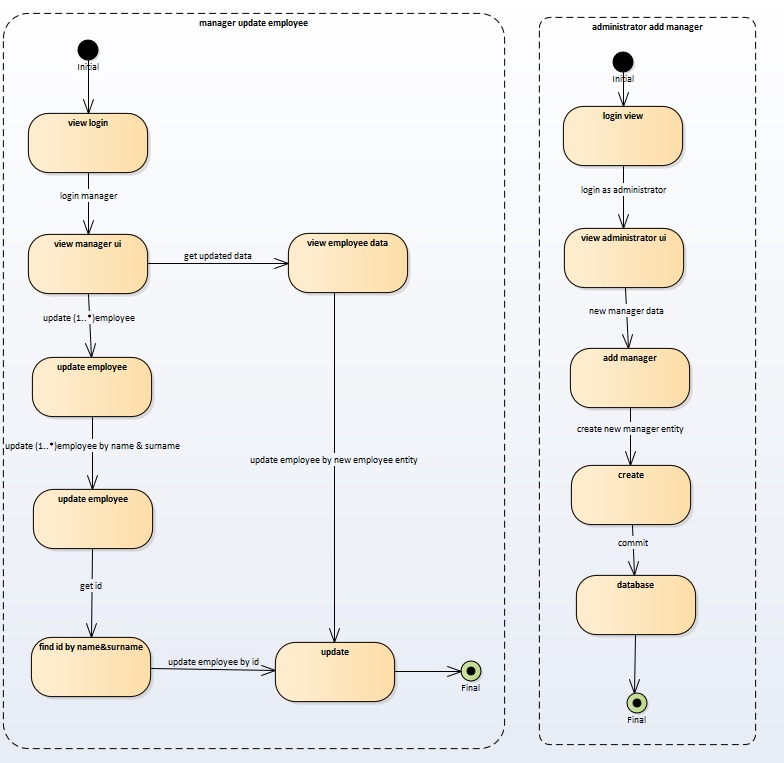 manager update employee
Initial
view login
login manager
view manager ui
get updated data
view employee data
update (1..*)employee
update employee
update (1..*)employee by name & surname
update employee by new employee entity
update employee
get id
find id by name&surname
update employee by id
update
Final
administrator add manager
Initial
login view
login as administrator
view administrator ui
new manager data
add manager
create new manager entity
create
commit
database
Final